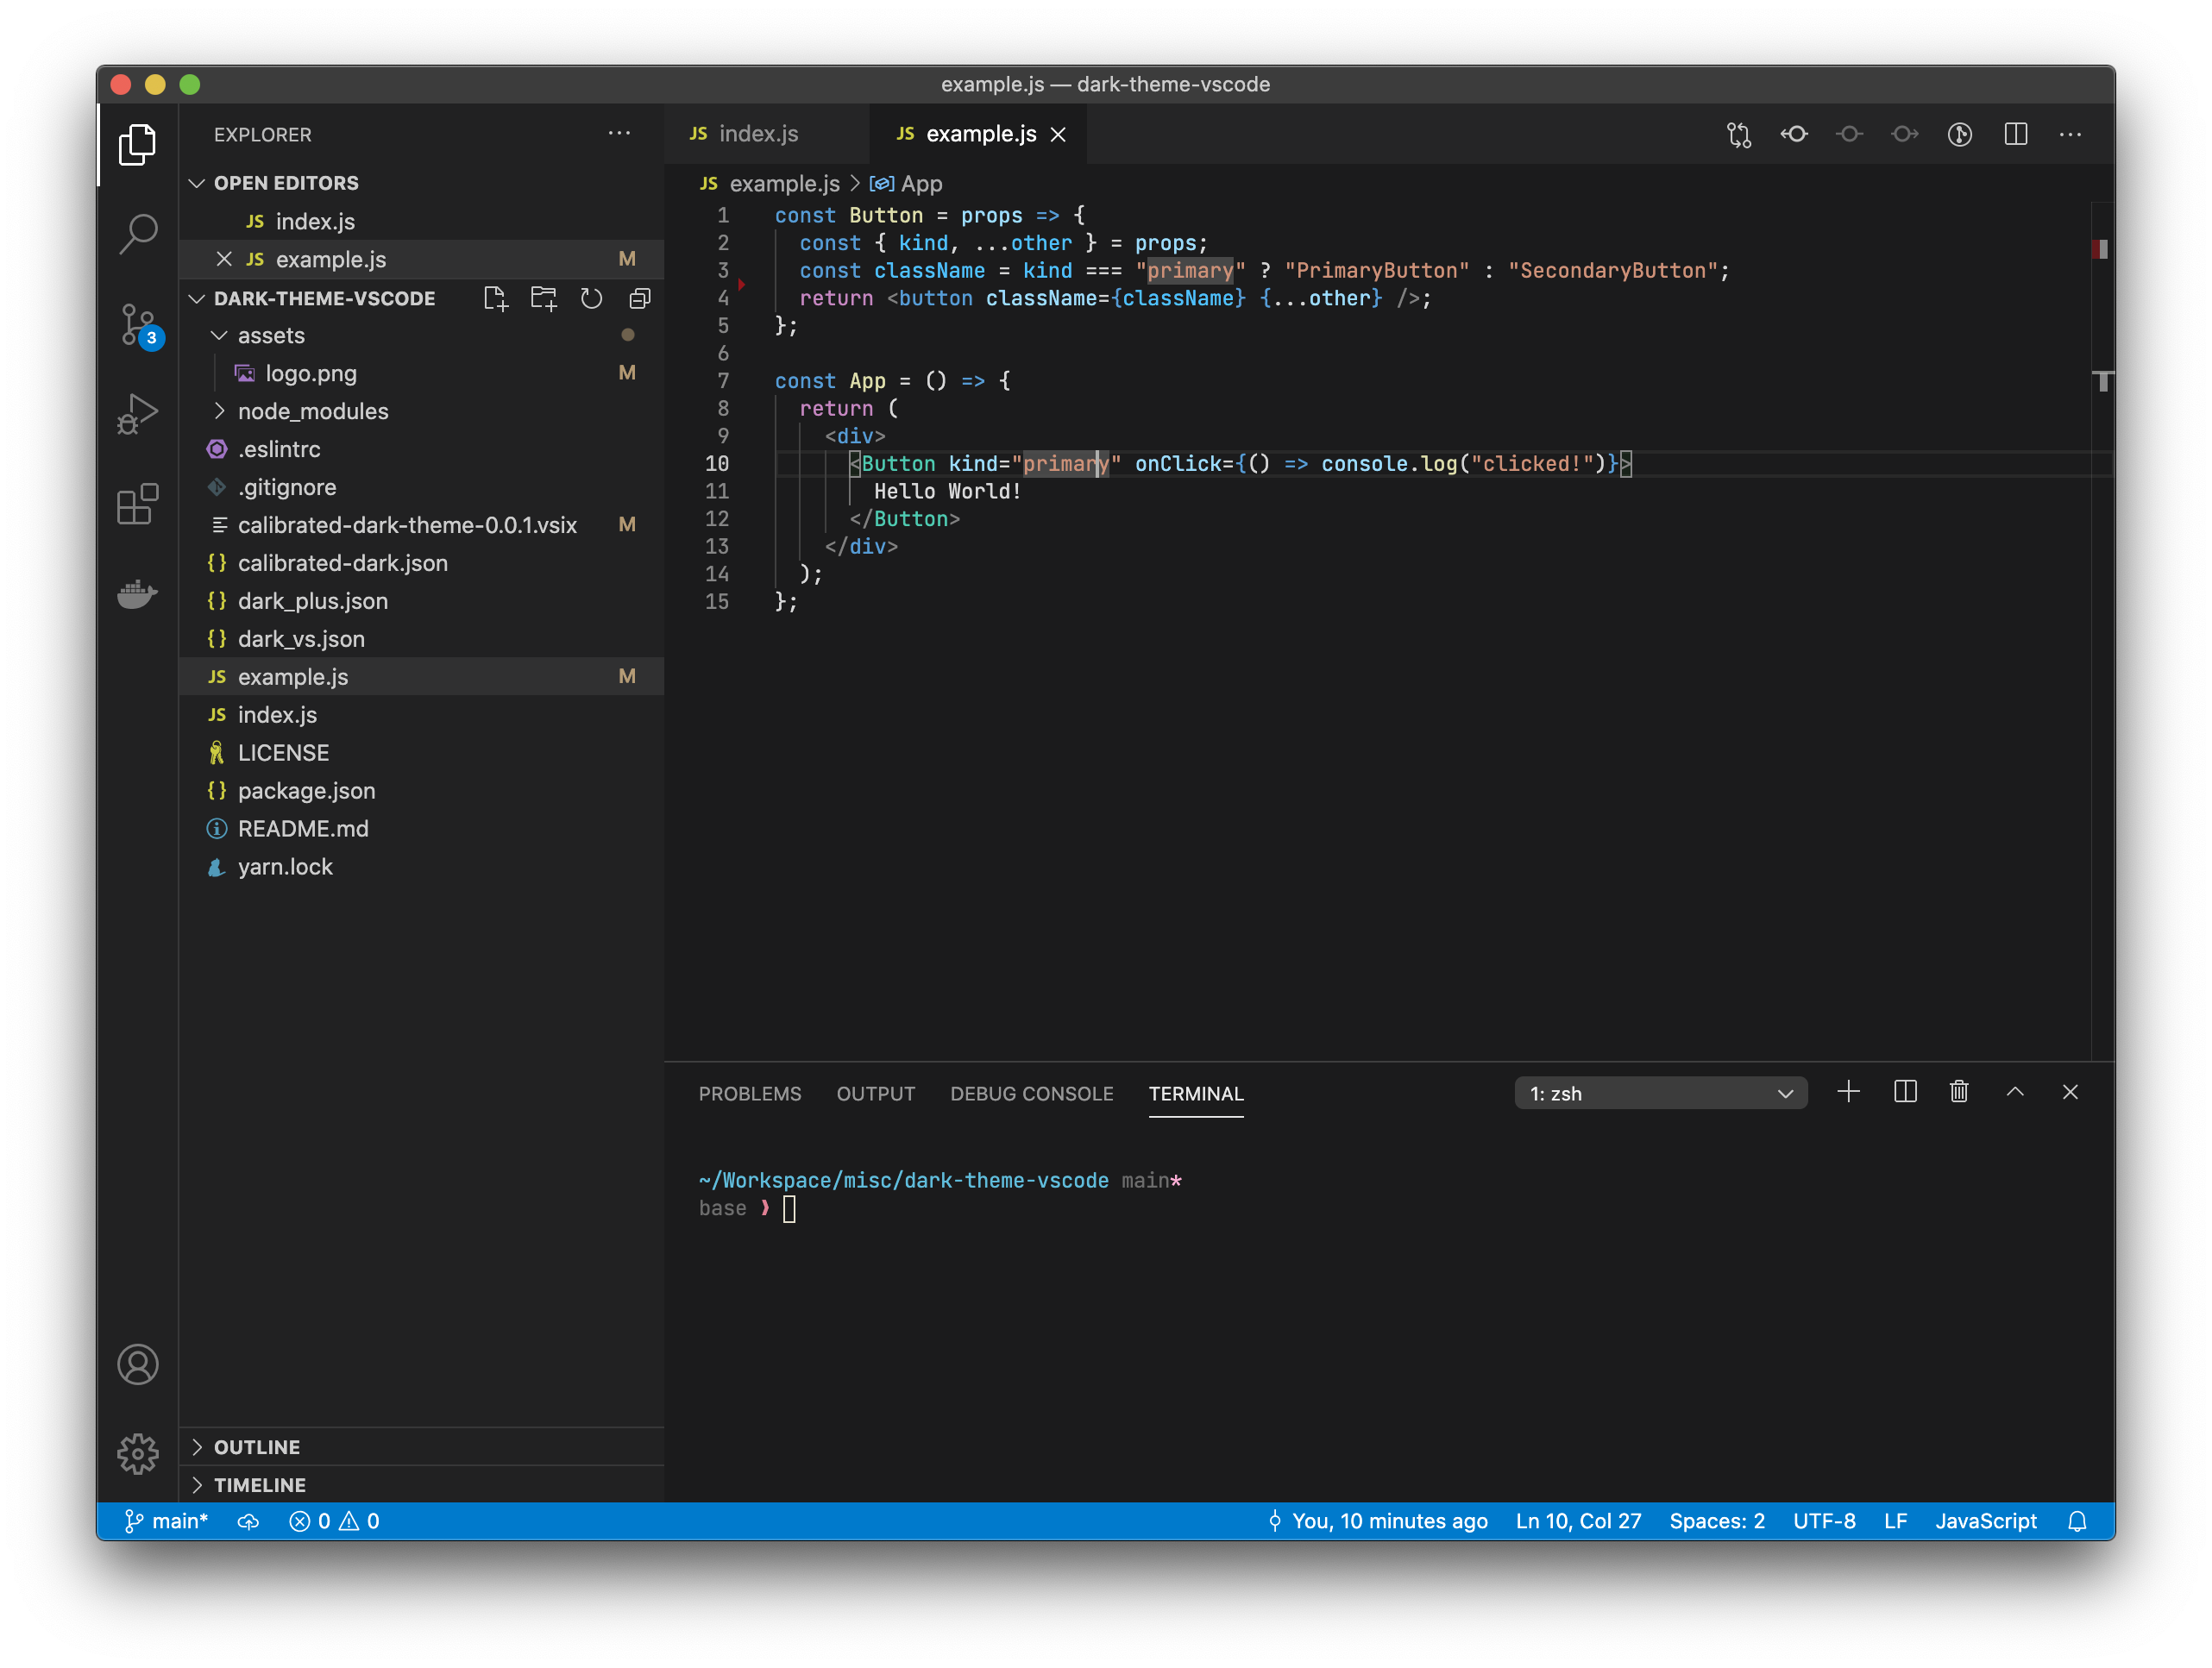 example.js — dark-theme-vscode
EXPLORER
OPEN EDITORS
JS index.js
JS example.js M
DARK-THEME-VSCODE
assets
logo.png M
node_modules
.eslintrc
.gitignore
calibrated-dark-theme-0.0.1.vsix M
{} calibrated-dark.json
{} dark_plus.json
{} dark_vs.json
JS example.js M
JS index.js
LICENSE
{} package.json
README.md
yarn.lock
OUTLINE
TIMELINE
3
JS index.js JS example.js
JS example.js > App
1 const Button = props => {
2 const { kind, ...other } = props;
3 const className = kind === "primary" ? "PrimaryButton" : "SecondaryButton";
4 return <button className={className} {...other} />;
5 };
6
7 const App = () => {
8 return (
9 <div>
10 <Button kind="primary" onClick={() => console.log("clicked!")}>
11 Hello World!
12 </Button>
13 </div>
14 );
15 };
PROBLEMS OUTPUT DEBUG CONSOLE TERMINAL 1: zsh
~/Workspace/misc/dark-theme-vscode main*
base ❯
main* 0 0 You, 10 minutes ago Ln 10, Col 27 Spaces: 2 UTF-8 LF JavaScript